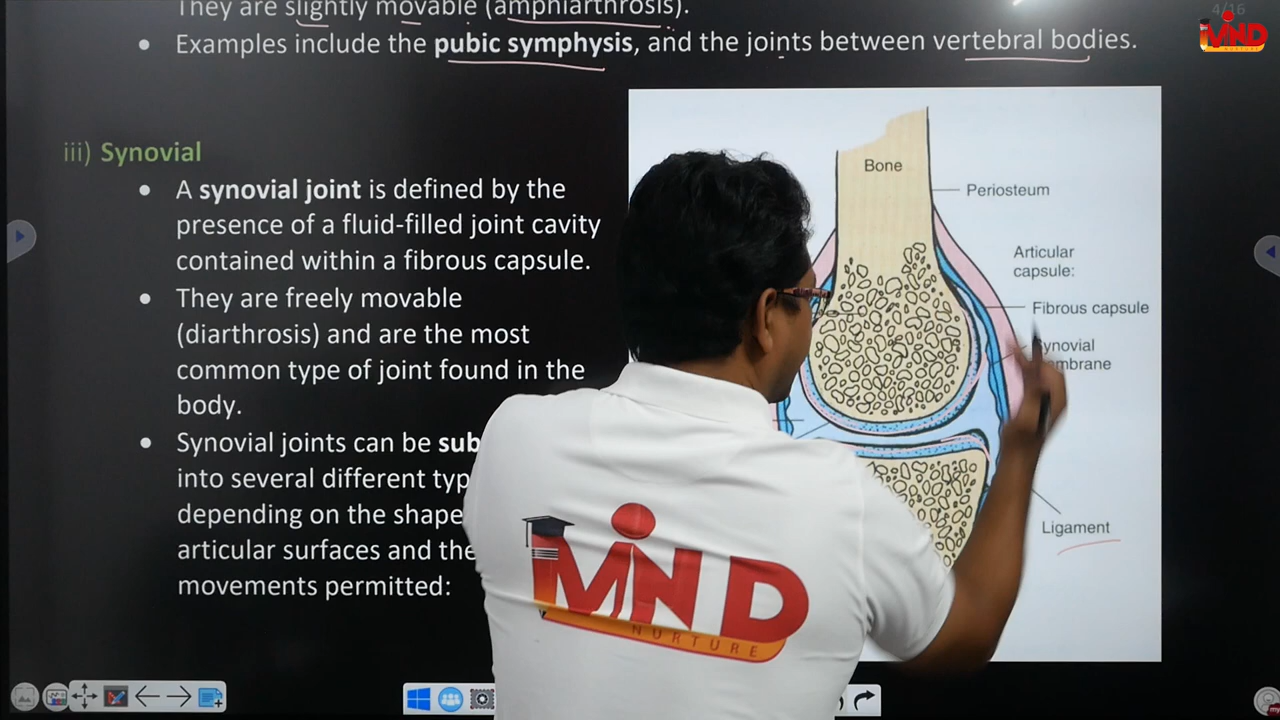 They are slightly movable (amphiarthrosis).
4/16
• Examples include the pubic symphysis, and the joints between vertebral bodies.
MIND
NURTURE
iii) Synovial
• A synovial joint is defined by the
presence of a fluid-filled joint cavity
contained within a fibrous capsule.
• They are freely movable
(diarthrosis) and are the most
common type of joint found in the
body.
• Synovial joints can be sub
into several different typ
depending on the shape
articular surfaces and the
movements permitted:
Bone
Periosteum
Articular
capsule:
Fibrous capsule
ynovial
mbrane
Ligament
MIND
NURTURE